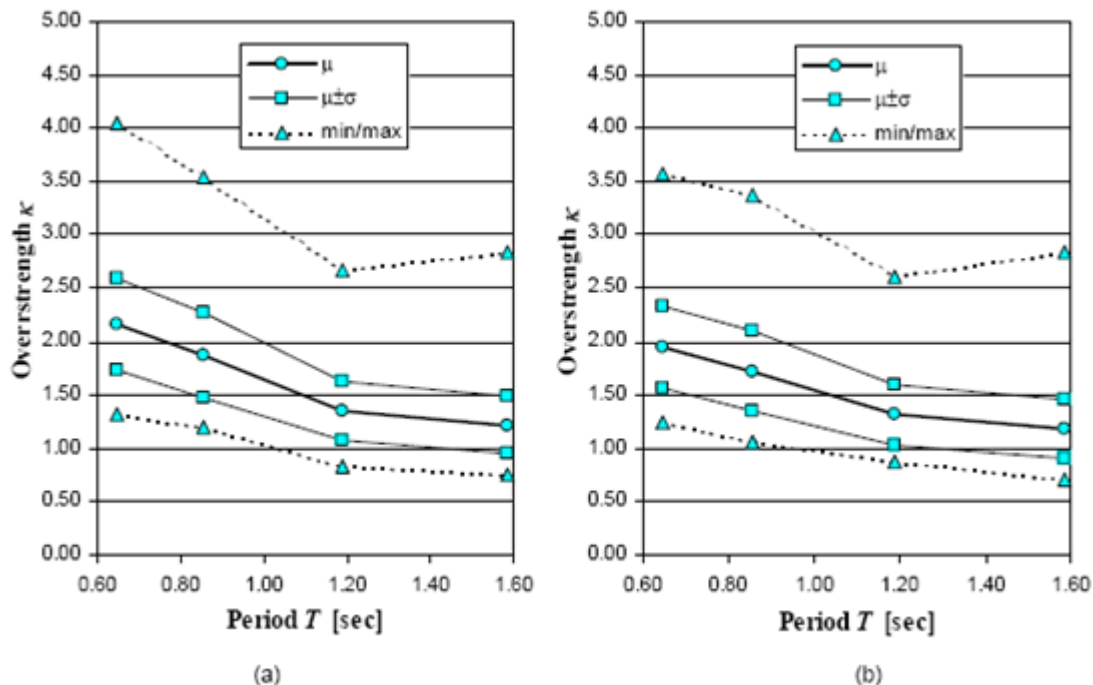 5.00
4.50
4.00
3.50
3.00
2.50
2.00
1.50
1.00
0.50
0.00
Overrstrength κ
μ
μ±σ
min/max
0.60 0.80 1.00 1.20 1.40 1.60
Period T [sec]
(a)
5.00
4.50
4.00
3.50
3.00
2.50
2.00
1.50
1.00
0.50
0.00
Overstrength κ
μ
μ±σ
min/max
0.60 0.80 1.00 1.20 1.40 1.60
Period T [sec]
(b)